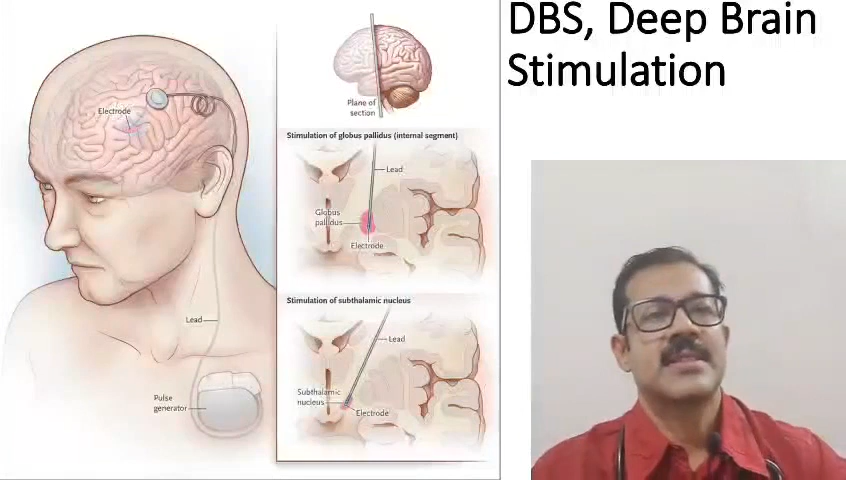 DBS, Deep Brain
Stimulation
Electrode
Lead
Pulse
generator
Plane of
section
Stimulation of globus pallidus (internal segment)
Lead
Globus
pallidus
Electrode
Stimulation of subthalamic nucleus
Lead
Subthalamic
nucleus
Electrode